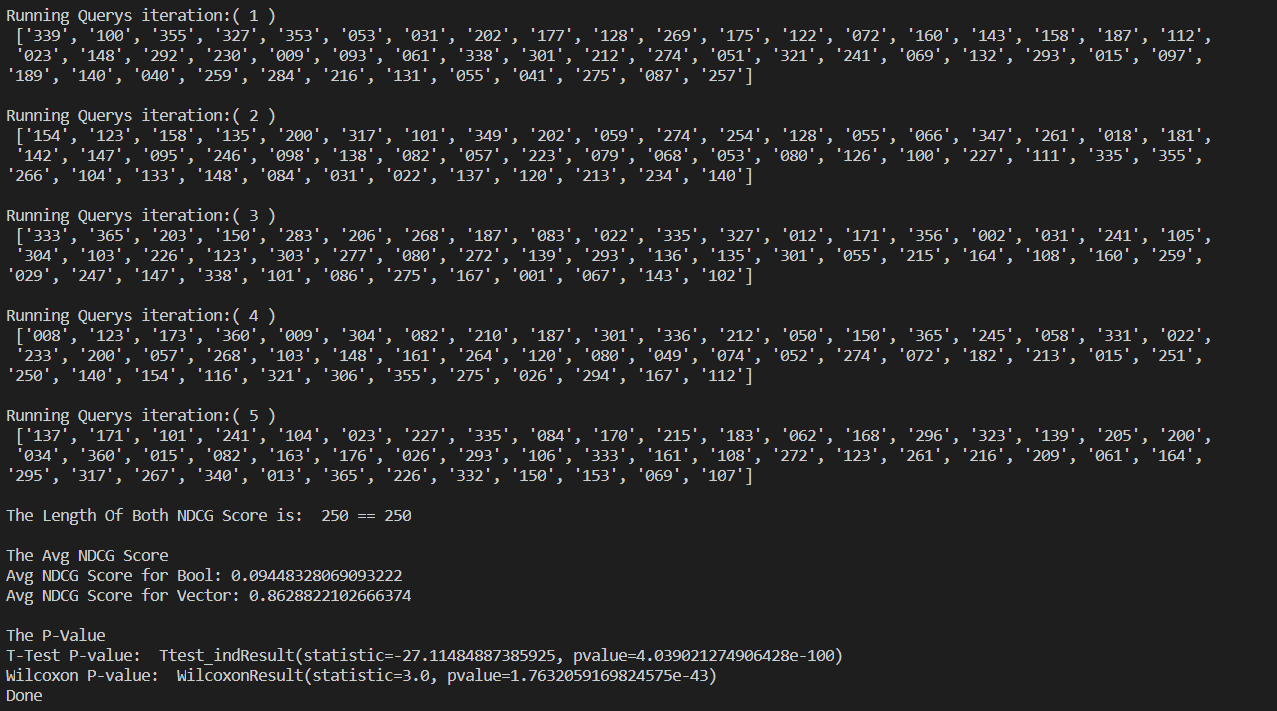 Running Querys iteration:( 1 )
['339', '100', '355', '327', '353', '053', '031', '202', '177', '128', '269', '175', '122', '072', '160', '143', '158', '187', '112',
'023', '148', '292', '230', '009', '093', '061', '338', '301', '212', '274', '051', '321', '241', '069', '132', '293', '015', '097',
'189', '140', '040', '259', '284', '216', '131', '055', '041', '275', '087', '257']
Running Querys iteration:( 2 )
['154', '123', '158', '135', '200', '317', '101', '349', '202', '059', '274', '254', '128', '055', '066', '347', '261', '018', '181',
'142', '147', '095', '246', '098', '138', '082', '057', '223', '079', '068', '053', '080', '126', '100', '227', '111', '335', '355',
'266', '104', '133', '148', '084', '031', '022', '137', '120', '213', '234', '140']
Running Querys iteration:( 3 )
['333', '365', '203', '150', '283', '206', '268', '187', '083', '022', '335', '327', '012', '171', '356', '002', '031', '241', '105',
'304', '103', '226', '123', '303', '277', '080', '272', '139', '293', '136', '135', '301', '055', '215', '164', '108', '160', '259',
'029', '247', '147', '338', '101', '086', '275', '167', '001', '067', '143', '102']
Running Querys iteration:( 4 )
['008', '123', '173', '360', '009', '304', '082', '210', '187', '301', '336', '212', '050', '150', '365', '245', '058', '331', '022',
'233', '200', '057', '268', '103', '148', '161', '264', '120', '080', '049', '074', '052', '274', '072', '182', '213', '015', '251',
'250', '140', '154', '116', '321', '306', '355', '275', '026', '294', '167', '112']
Running Querys iteration:( 5 )
['137', '171', '101', '241', '104', '023', '227', '335', '084', '170', '215', '183', '062', '168', '296', '323', '139', '205', '200',
'034', '360', '015', '082', '163', '176', '026', '293', '106', '333', '161', '108', '272', '123', '261', '216', '209', '061', '164',
'295', '317', '267', '340', '013', '365', '226', '332', '150', '153', '069', '107']
The Length Of Both NDCG Score is:  250 == 250
The Avg NDCG Score
Avg NDCG Score for Bool: 0.09448328069093222
Avg NDCG Score for Vector: 0.8628822102666374
The P-Value
T-Test P-value:  Ttest_indResult(statistic=-27.11484887385925, pvalue=4.039021274906428e-100)
Wilcoxon P-value:  WilcoxonResult(statistic=3.0, pvalue=1.7632059169824575e-43)
Done